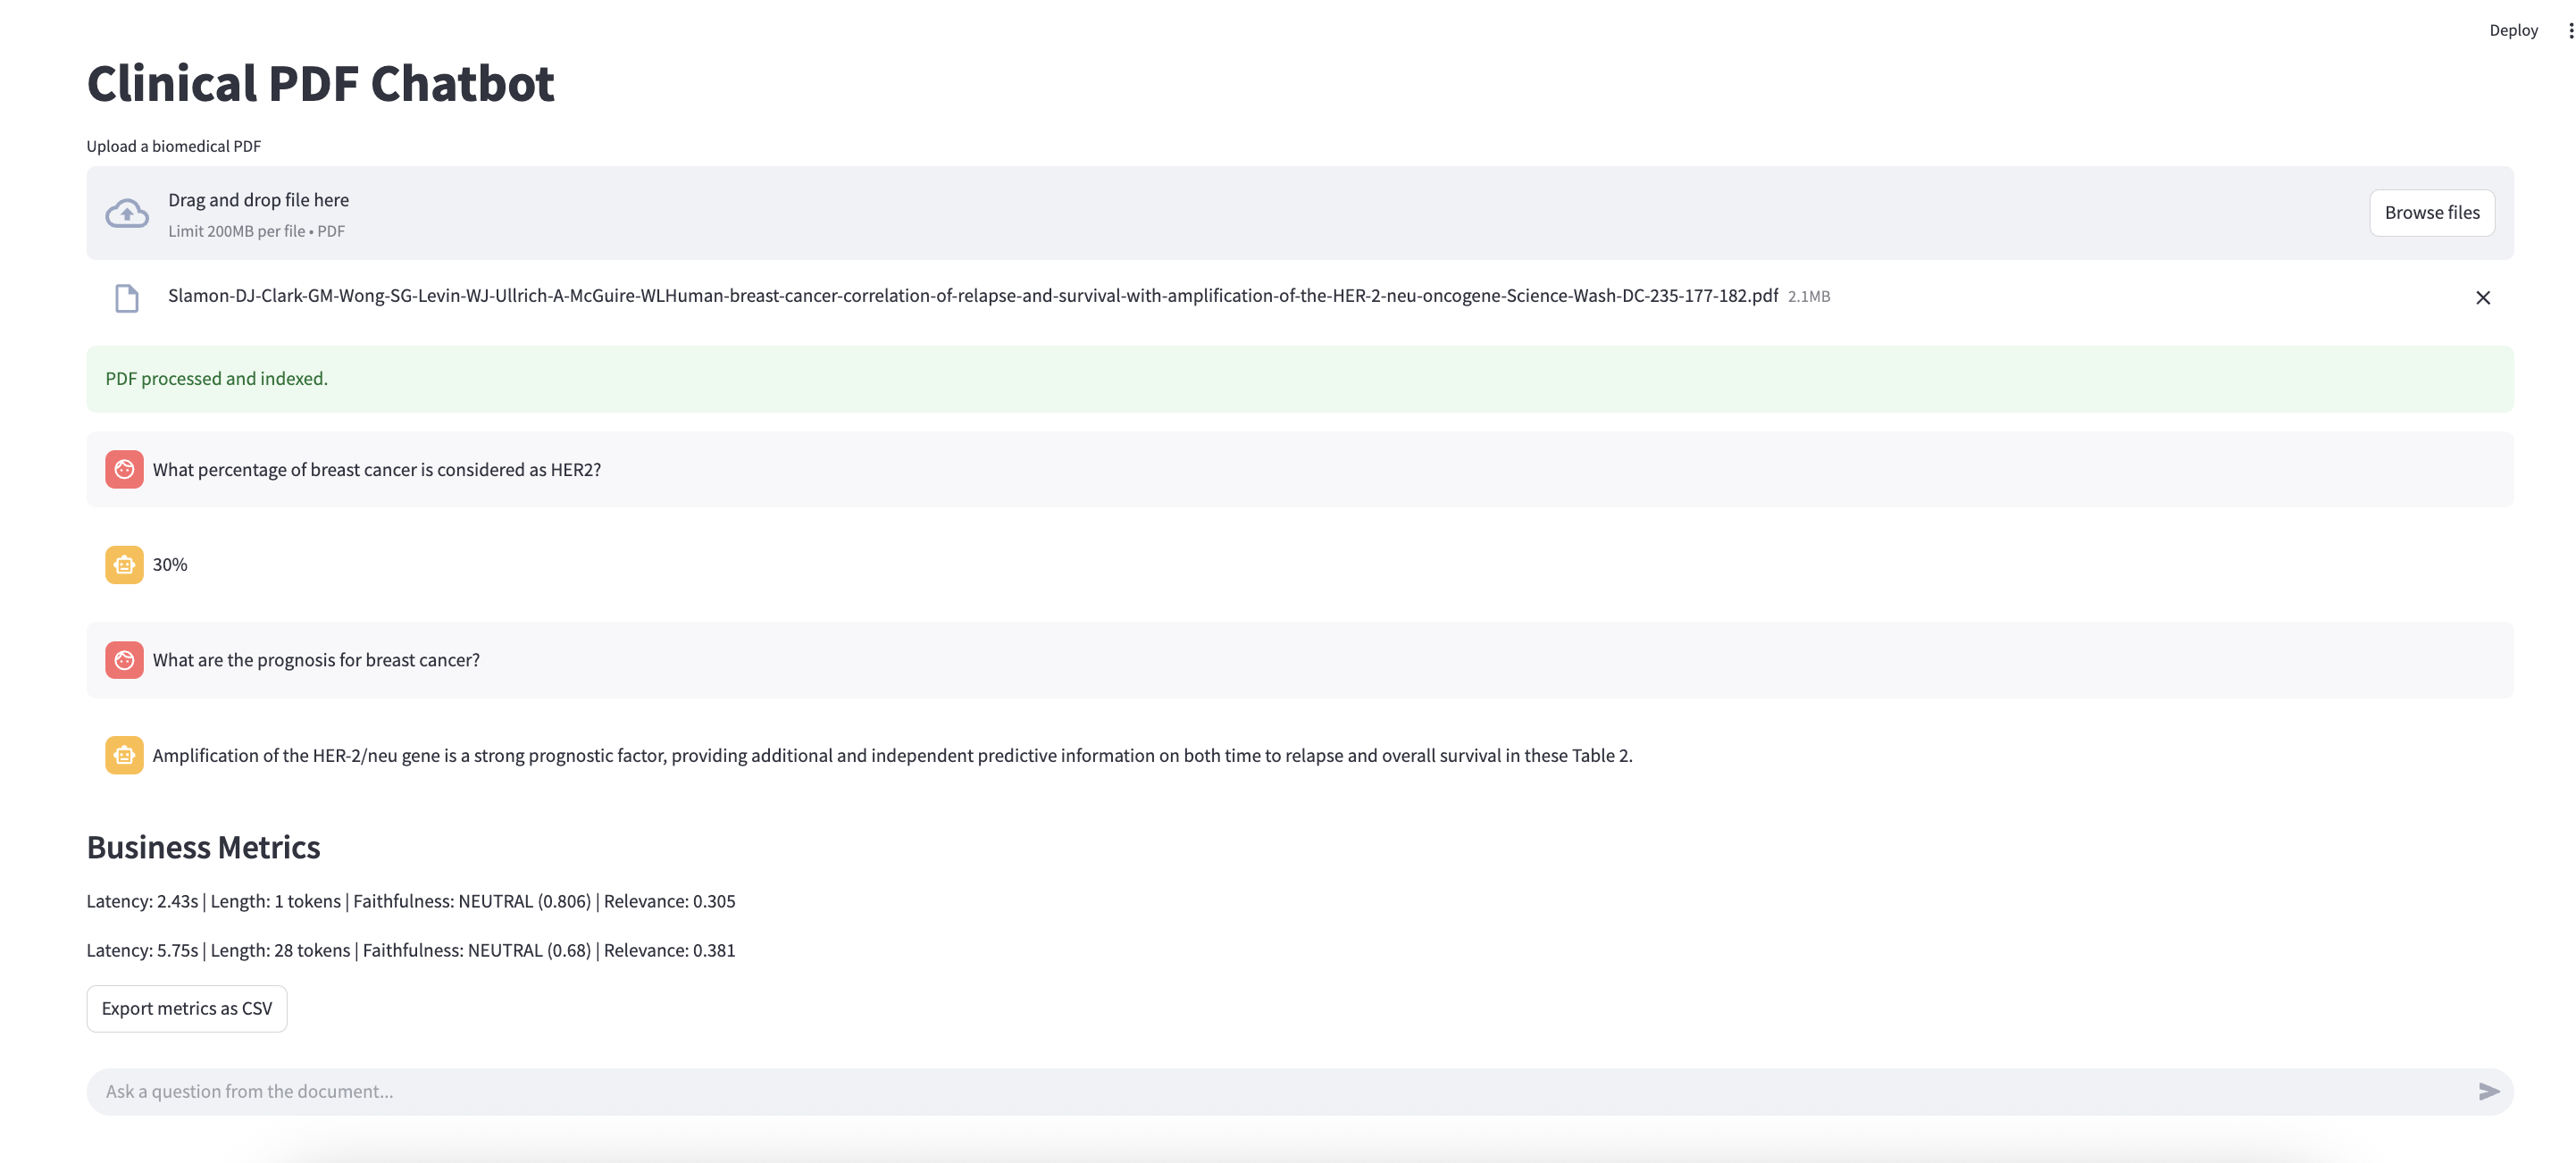 Deploy
Clinical PDF Chatbot
Upload a biomedical PDF
Drag and drop file here
Limit 200MB per file • PDF
Browse files
Slamon-DJ-Clark-GM-Wong-SG-Levin-WJ-Ullrich-A-McGuire-WLHuman-breast-cancer-correlation-of-relapse-and-survival-with-amplification-of-the-HER-2-neu-oncogene-Science-Wash-DC-235-177-182.pdf 2.1MB
PDF processed and indexed.
What percentage of breast cancer is considered as HER2?
30%
What are the prognosis for breast cancer?
Amplification of the HER-2/neu gene is a strong prognostic factor, providing additional and independent predictive information on both time to relapse and overall survival in these Table 2.
Business Metrics
Latency: 2.43s | Length: 1 tokens | Faithfulness: NEUTRAL (0.806) | Relevance: 0.305
Latency: 5.75s | Length: 28 tokens | Faithfulness: NEUTRAL (0.68) | Relevance: 0.381
Export metrics as CSV
Ask a question from the document...